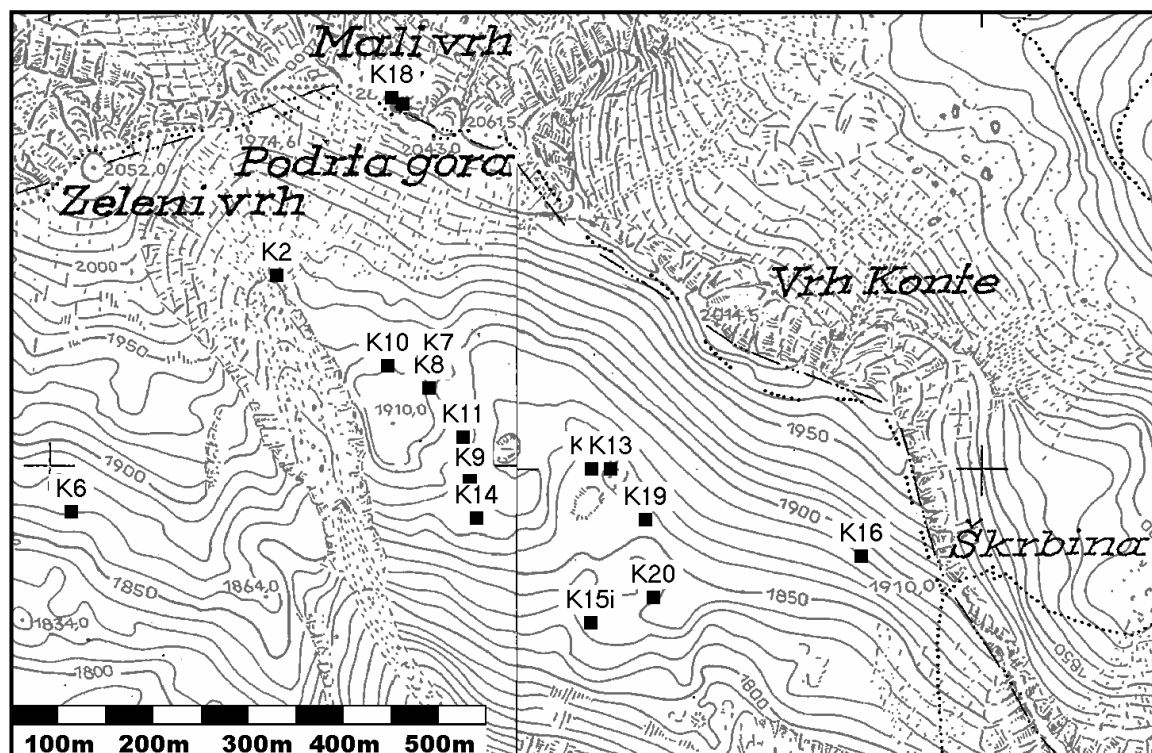 Mali vrh
K18
2061,5
1974,6
2043,0
Podrta gora
2052,0
Zeleni vrh
K2
2000
Vrh Konte
2014,5
1950
K10 K7
K8
1910,0
K11
1950
K K13
1900
K9
K6
K14
K19
1900
K16
Škrbina
1850
1864,0
K20
1850
1910,0
K15i
1834,0
1850
1800
1800
100m 200m 300m 400m 500m